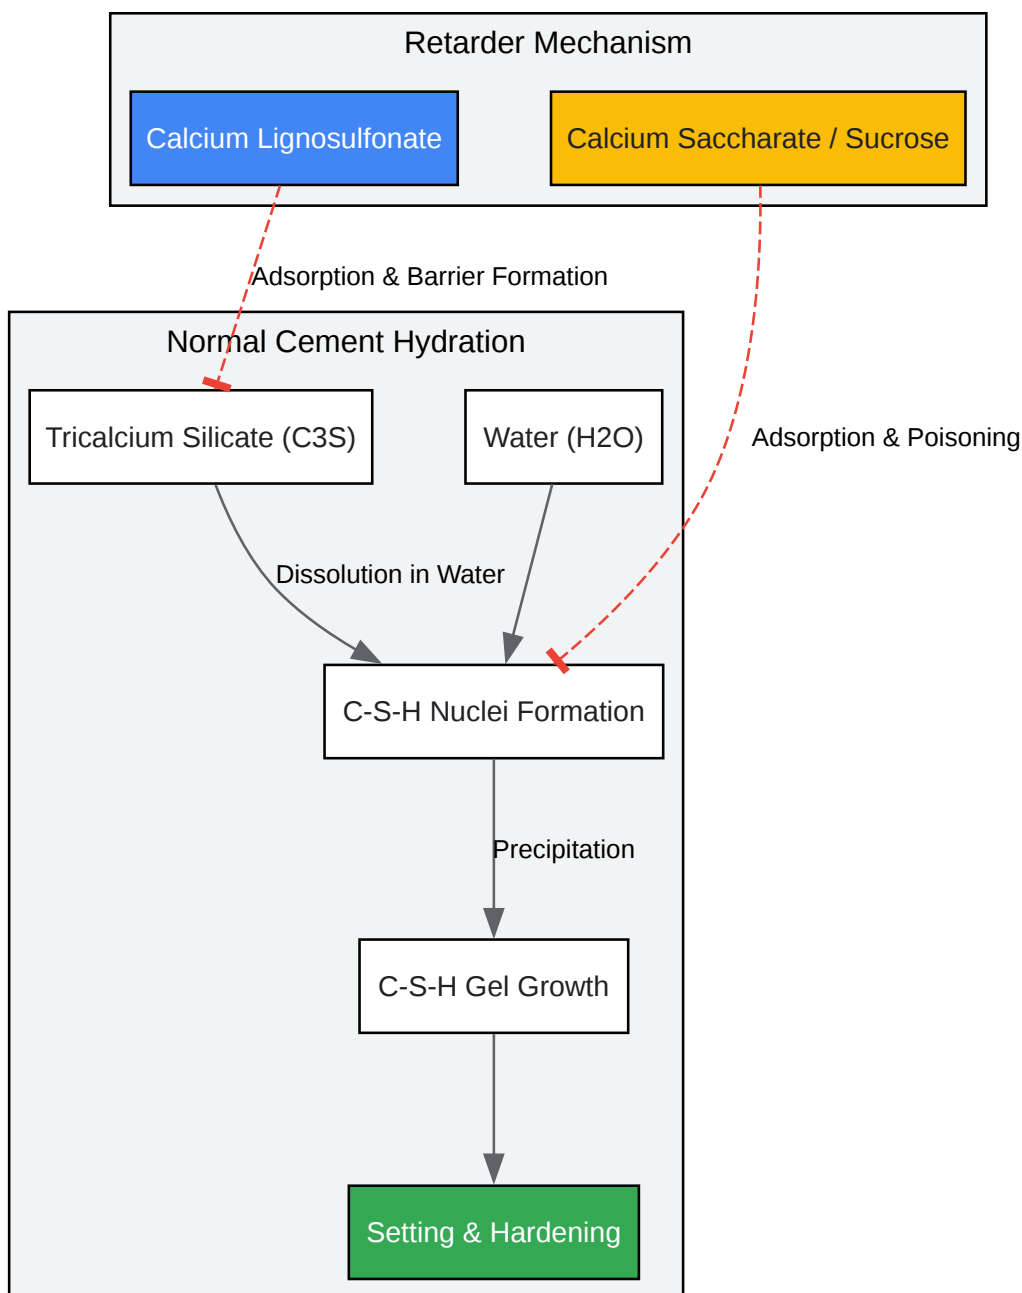 Retarder Mechanism
Calcium Lignosulfonate
Calcium Saccharate / Sucrose
Adsorption & Barrier Formation
Normal Cement Hydration
Tricalcium Silicate (C3S)
Water (H2O)
Adsorption & Poisoning
Dissolution in Water
C-S-H Nuclei Formation
Precipitation
C-S-H Gel Growth
Setting & Hardening